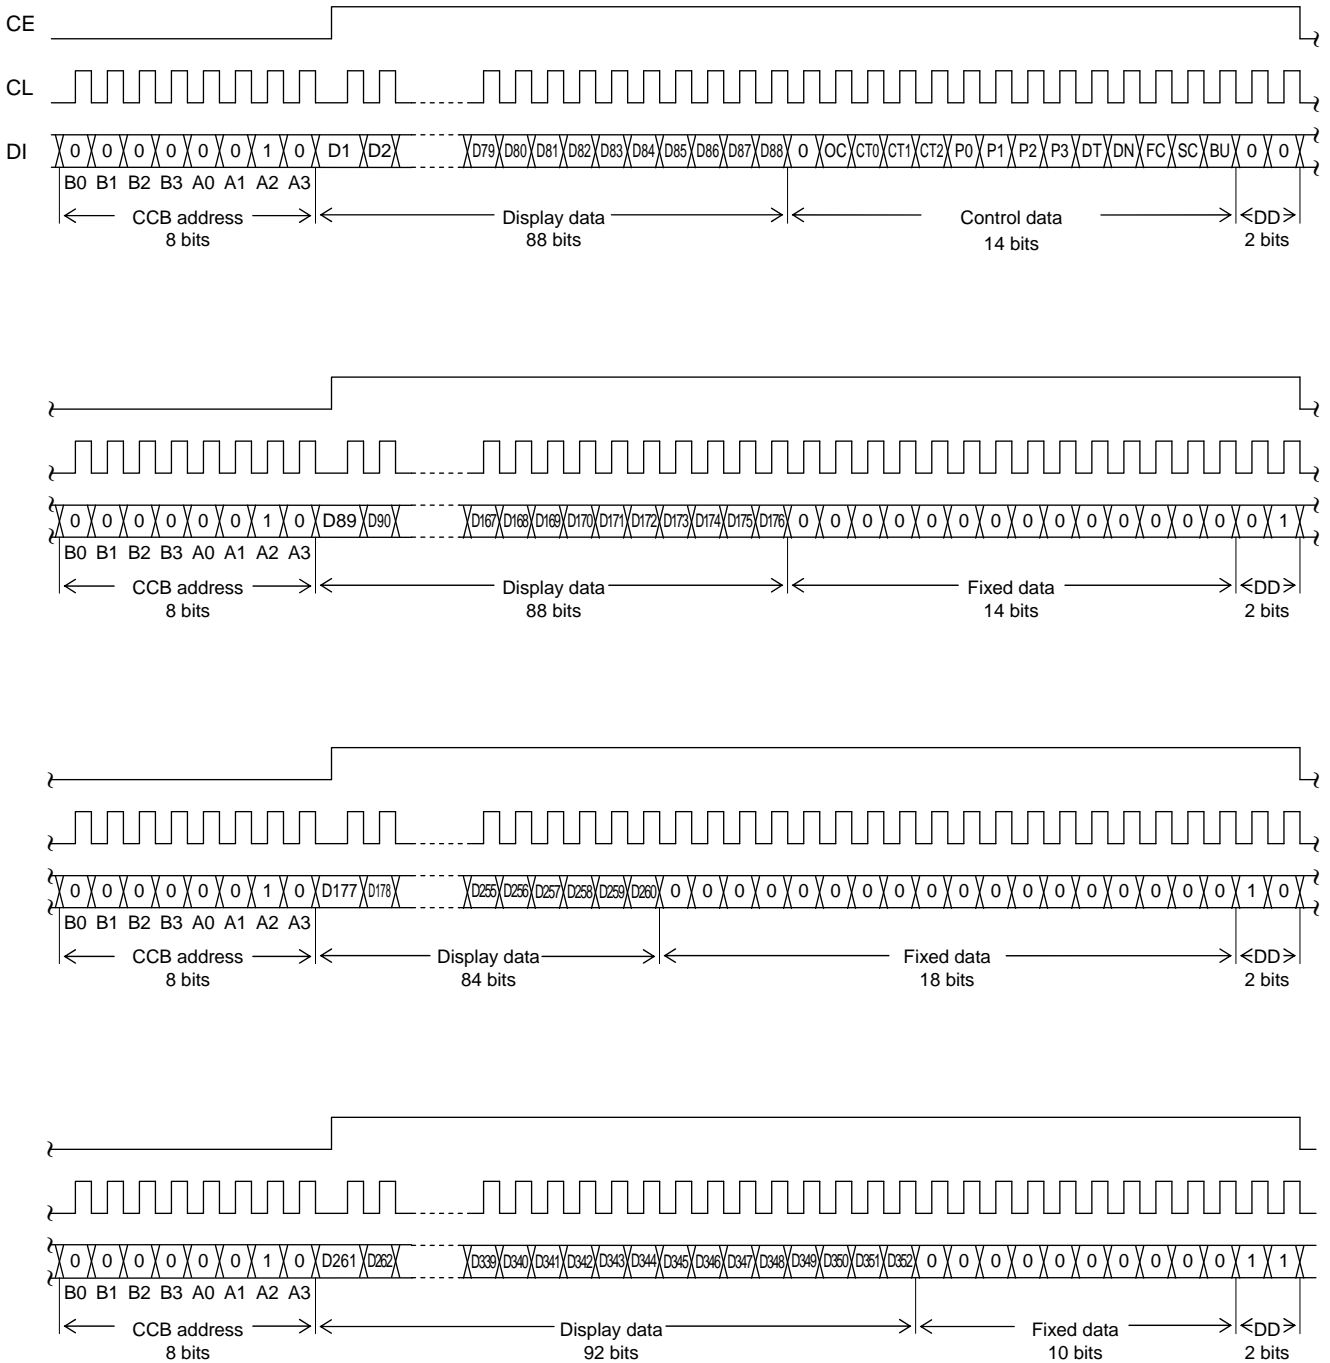 CE
CL
DI 0 0 0 0 0 0 1 0 D1 D2 D79 D80 D81 D82 D83 D84 D85 D86 D87 D88 0 OC CT0 CT1 CT2 P0 P1 P2 P3 DT DN FC SC BU 0 0
B0 B1 B2 B3 A0 A1 A2 A3
CCB address Display data Control data DD
8 bits 88 bits 14 bits 2 bits
0 0 0 0 0 0 1 0 D89 D90 D167 D168 D169 D170 D171 D172 D173 D174 D175 D176 0 0 0 0 0 0 0 0 0 0 0 0 0 0 0 1
B0 B1 B2 B3 A0 A1 A2 A3
CCB address Display data Fixed data DD
8 bits 88 bits 14 bits 2 bits
0 0 0 0 0 0 1 0 D177 D178 D255 D256 D257 D258 D259 D260 0 0 0 0 0 0 0 0 0 0 0 0 0 0 0 0 0 0 1 0
B0 B1 B2 B3 A0 A1 A2 A3
CCB address Display data Fixed data DD
8 bits 84 bits 18 bits 2 bits
0 0 0 0 0 0 1 0 D261 D262 D339 D340 D341 D342 D343 D344 D345 D346 D347 D348 D349 D350 D351 D352 0 0 0 0 0 0 0 0 0 0 1 1
B0 B1 B2 B3 A0 A1 A2 A3
CCB address Display data Fixed data DD
8 bits 92 bits 10 bits 2 bits